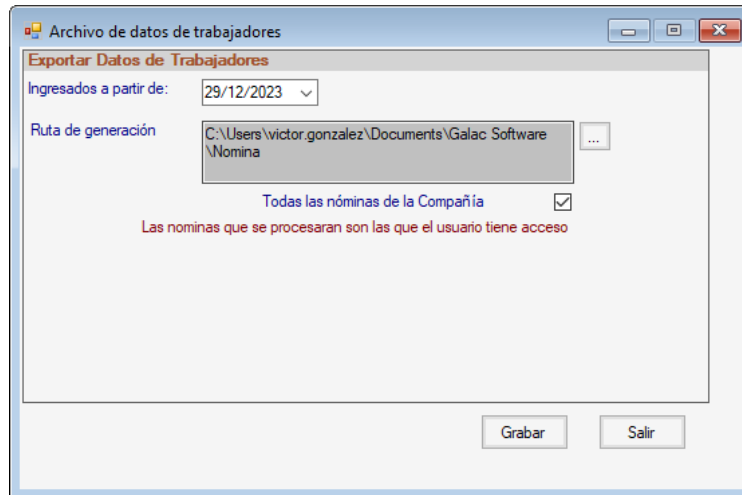 Archivo de datos de trabajadores
Exportar Datos de Trabajadores
Ingresados a partir de: 29/12/2023
Ruta de generación C:\Users\victor.gonzalez\Documents\Galac Software
\Nomina
...
Todas las nóminas de la Compañía
Las nominas que se procesaran son las que el usuario tiene acceso
Grabar Salir